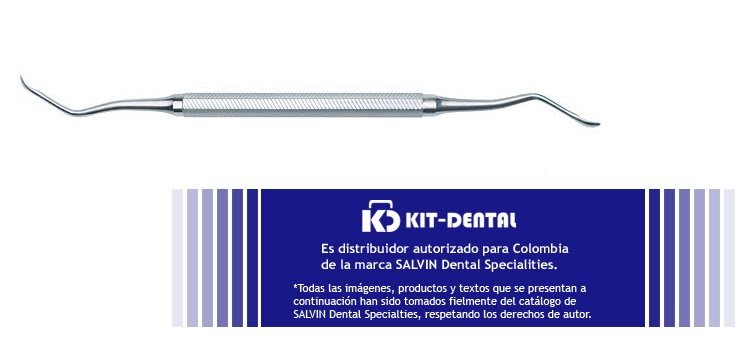 KD KIT-DENTAL
Es distribuidor autorizado para Colombia
de la marca SALVIN Dental Specialities.
*Todas las imágenes, productos y textos que se presentan a
continuación han sido tomados fielmente del catálogo de
SALVIN Dental Specialties, respetando los derechos de autor.